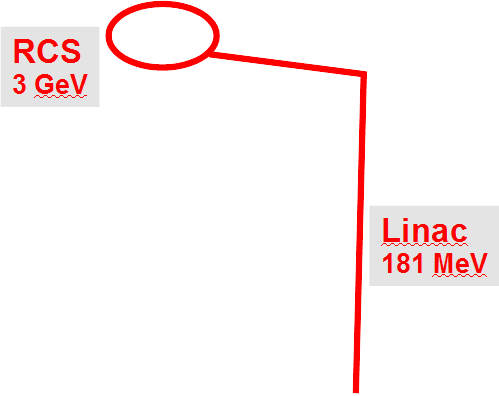 RCS
3 GeV
Linac
181 MeV